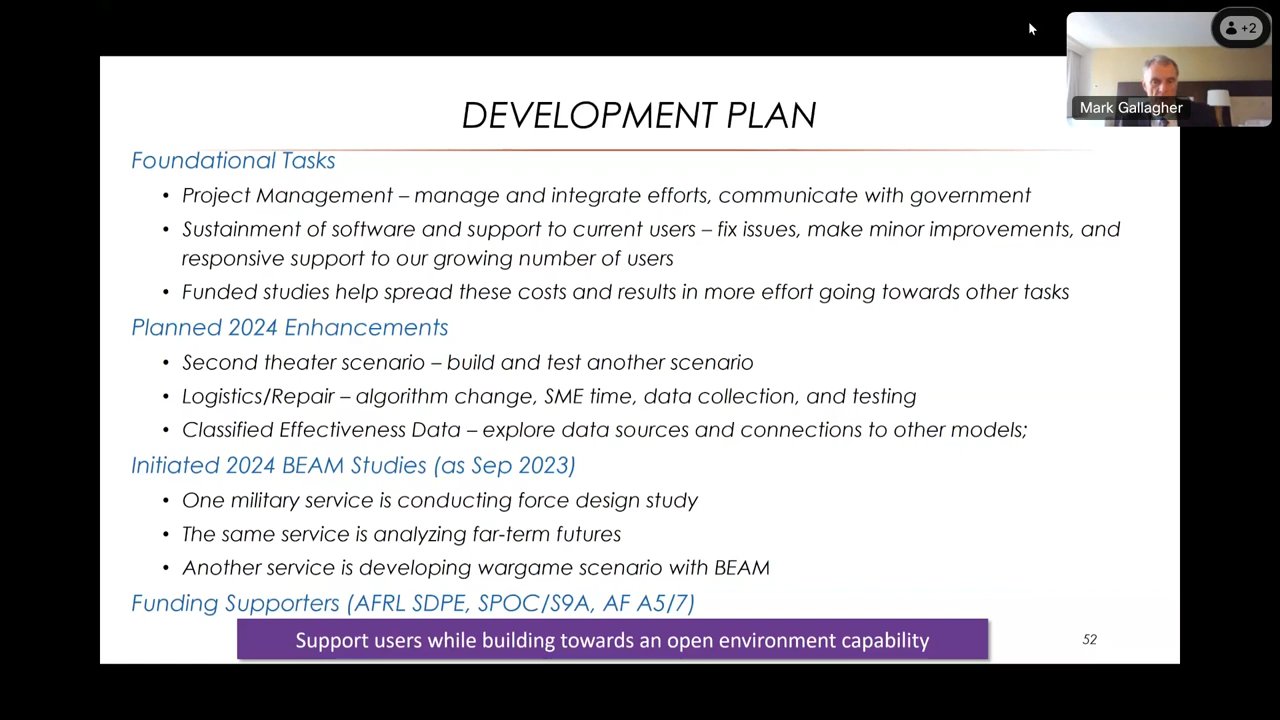 +2
Mark Gallagher
DEVELOPMENT PLAN
Foundational Tasks
• Project Management – manage and integrate efforts, communicate with government
• Sustainment of software and support to current users – fix issues, make minor improvements, and
responsive support to our growing number of users
• Funded studies help spread these costs and results in more effort going towards other tasks
Planned 2024 Enhancements
• Second theater scenario – build and test another scenario
• Logistics/Repair – algorithm change, SME time, data collection, and testing
• Classified Effectiveness Data – explore data sources and connections to other models;
Initiated 2024 BEAM Studies (as Sep 2023)
• One military service is conducting force design study
• The same service is analyzing far-term futures
• Another service is developing wargame scenario with BEAM
Funding Supporters (AFRL SDPE, SPOC/S9A, AF A5/7)
Support users while building towards an open environment capability
52